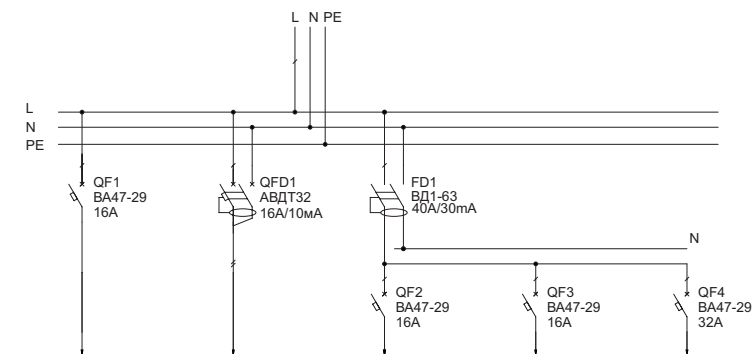 L N PE
L
N
PE
QF1
ВА47-29
16А
QFD1
АВДТ32
16А/10мА
FD1
ВД1-63
40А/30mA
N
QF2
ВА47-29
16А
QF3
ВА47-29
16А
QF4
ВА47-29
32А